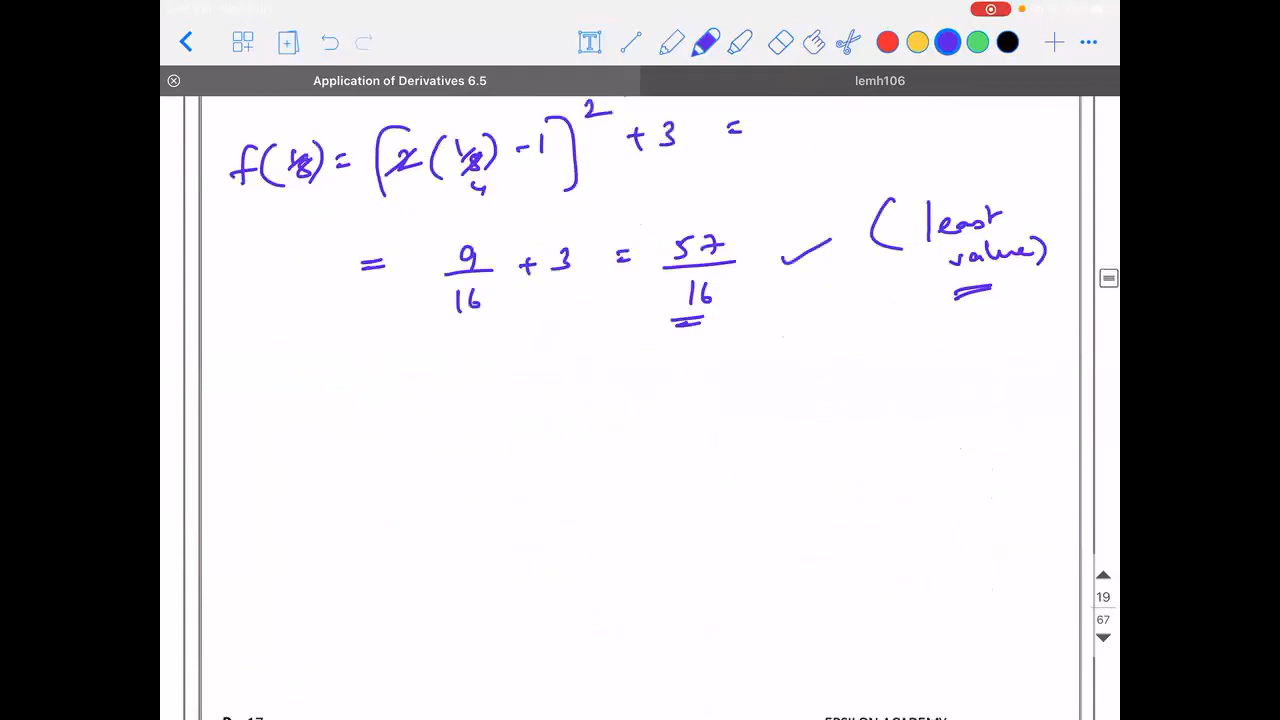 Application of Derivatives 6.5
lemh106
f(1/8) = [2(1/8) - 1]² + 3 =
4
= 9/16 + 3 = 57/16 ✓ (least value)
19
67